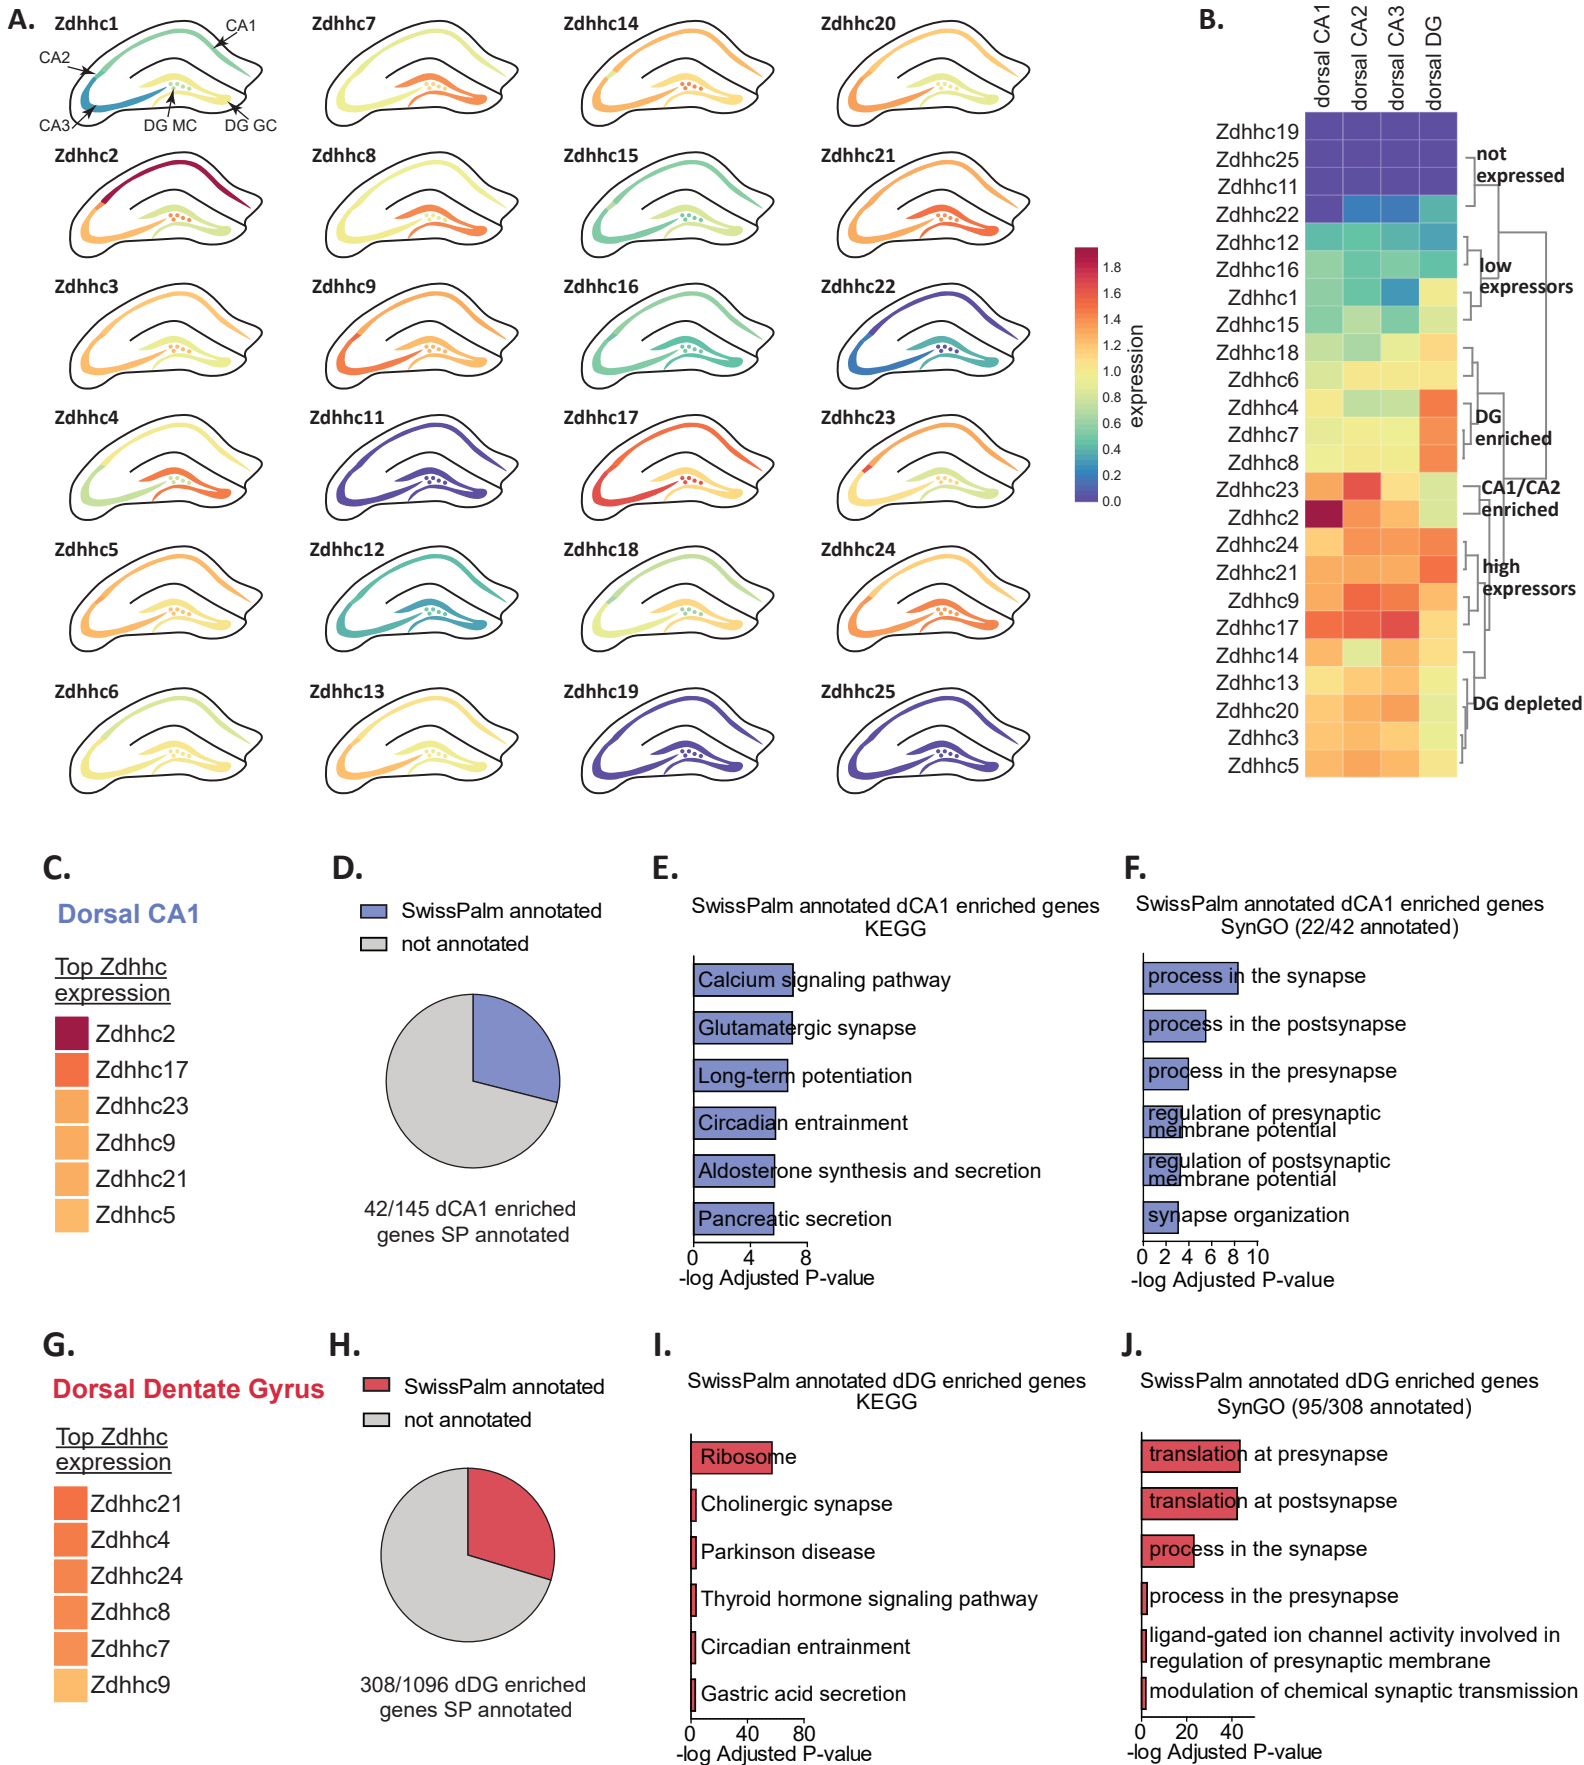 A.
Zdhhc1
CA1
CA2
CA3
DG MC
DG GC
Zdhhc7
Zdhhc14
Zdhhc20
Zdhhc2
Zdhhc8
Zdhhc15
Zdhhc21
Zdhhc3
Zdhhc9
Zdhhc16
Zdhhc22
Zdhhc4
Zdhhc11
Zdhhc17
Zdhhc23
Zdhhc5
Zdhhc12
Zdhhc18
Zdhhc24
Zdhhc6
Zdhhc13
Zdhhc19
Zdhhc25
1.8
1.6
1.4
1.2
1.0
0.8
0.6
0.4
0.2
0.0
expression
B.
dorsal CA1
dorsal CA2
dorsal CA3
dorsal DG
Zdhhc19
Zdhhc25
Zdhhc11
Zdhhc22
Zdhhc12
Zdhhc16
Zdhhc1
Zdhhc15
Zdhhc18
Zdhhc6
Zdhhc4
Zdhhc7
Zdhhc8
Zdhhc23
Zdhhc2
Zdhhc24
Zdhhc21
Zdhhc9
Zdhhc17
Zdhhc14
Zdhhc13
Zdhhc20
Zdhhc3
Zdhhc5
not
expressed
low
expressors
DG
enriched
CA1/CA2
enriched
high
expressors
DG depleted
C.
Dorsal CA1
Top Zdhhc
expression
Zdhhc2
Zdhhc17
Zdhhc23
Zdhhc9
Zdhhc21
Zdhhc5
D.
SwissPalm annotated
not annotated
42/145 dCA1 enriched
genes SP annotated
E.
SwissPalm annotated dCA1 enriched genes
KEGG
Calcium signaling pathway
Glutamatergic synapse
Long-term potentiation
Circadian entrainment
Aldosterone synthesis and secretion
Pancreatic secretion
0 4 8
-log Adjusted P-value
F.
SwissPalm annotated dCA1 enriched genes
SynGO (22/42 annotated)
process in the synapse
process in the postsynapse
process in the presynapse
regulation of presynaptic
membrane potential
regulation of postsynaptic
membrane potential
synapse organization
0 2 4 6 8 10
-log Adjusted P-value
G.
Dorsal Dentate Gyrus
Top Zdhhc
expression
Zdhhc21
Zdhhc4
Zdhhc24
Zdhhc8
Zdhhc7
Zdhhc9
H.
SwissPalm annotated
not annotated
308/1096 dDG enriched
genes SP annotated
I.
SwissPalm annotated dDG enriched genes
KEGG
Ribosome
Cholinergic synapse
Parkinson disease
Thyroid hormone signaling pathway
Circadian entrainment
Gastric acid secretion
0 40 80
-log Adjusted P-value
J.
SwissPalm annotated dDG enriched genes
SynGO (95/308 annotated)
translation at presynapse
translation at postsynapse
process in the synapse
process in the presynapse
ligand-gated ion channel activity involved in
regulation of presynaptic membrane
modulation of chemical synaptic transmission
0 20 40
-log Adjusted P-value